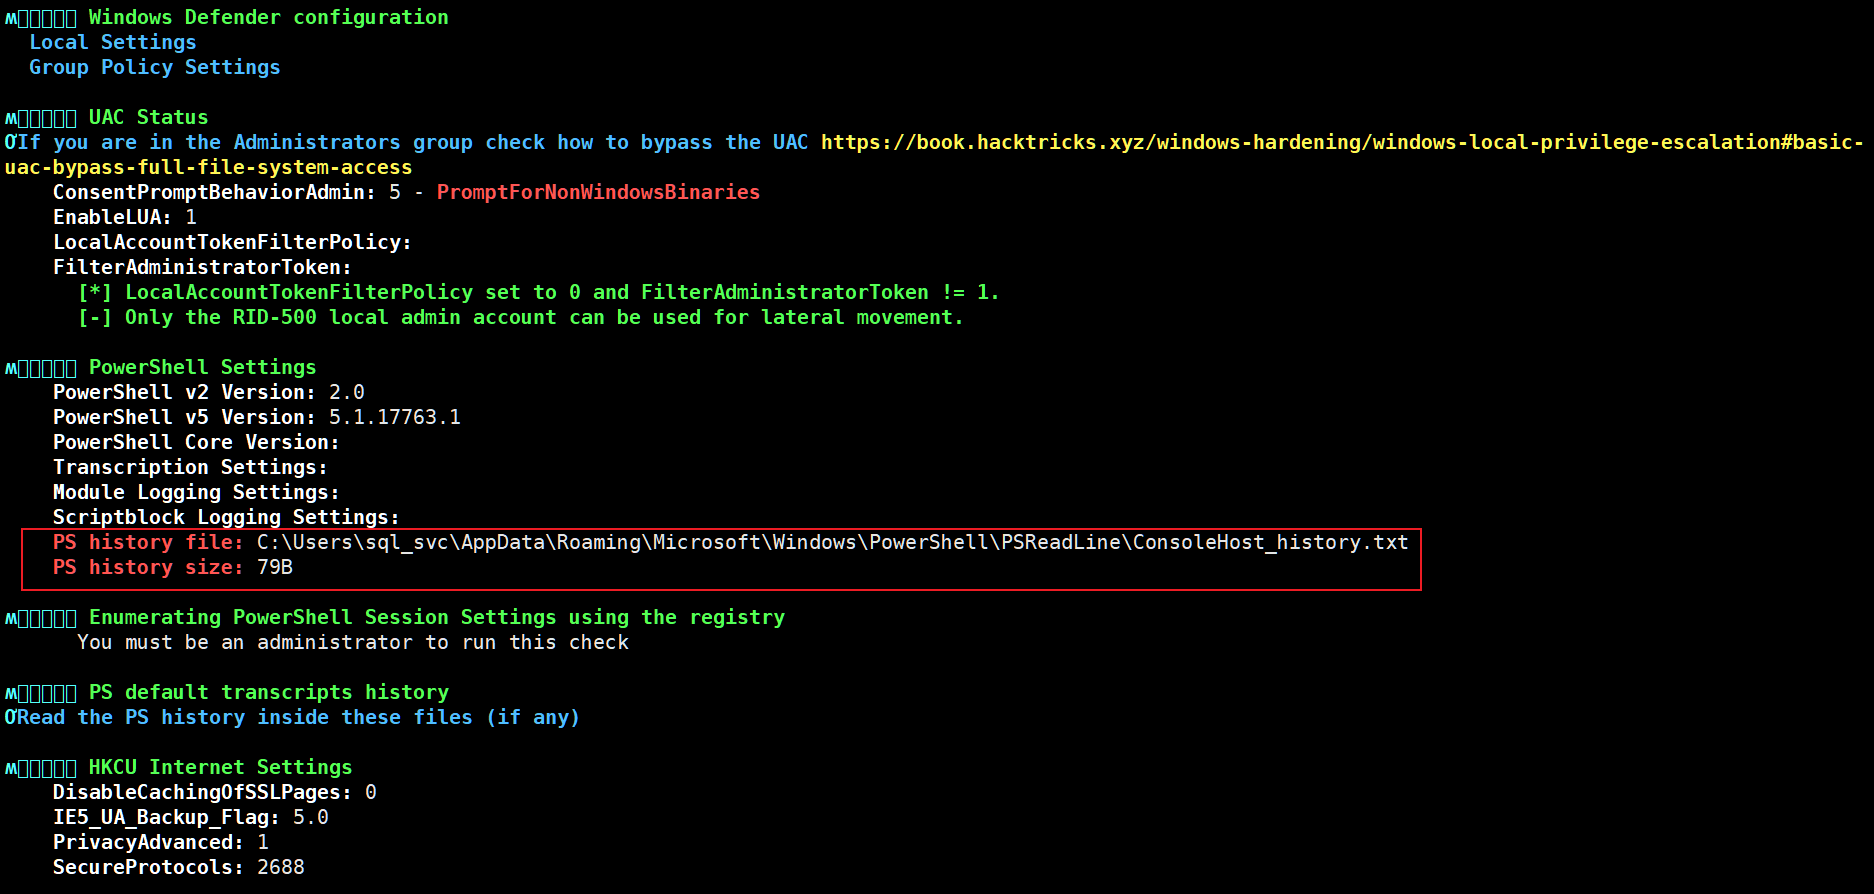 ʍ▯▯▯▯▯ Windows Defender configuration
Local Settings
Group Policy Settings
ʍ▯▯▯▯▯ UAC Status
If you are in the Administrators group check how to bypass the UAC https://book.hacktricks.xyz/windows-hardening/windows-local-privilege-escalation#basic-
uac-bypass-full-file-system-access
ConsentPromptBehaviorAdmin: 5 - PromptForNonWindowsBinaries
EnableLUA: 1
LocalAccountTokenFilterPolicy:
FilterAdministratorToken:
[*] LocalAccountTokenFilterPolicy set to 0 and FilterAdministratorToken != 1.
[-] Only the RID-500 local admin account can be used for lateral movement.
ʍ▯▯▯▯▯ PowerShell Settings
PowerShell v2 Version: 2.0
PowerShell v5 Version: 5.1.17763.1
PowerShell Core Version:
Transcription Settings:
Module Logging Settings:
Scriptblock Logging Settings:
PS history file: C:\Users\sql_svc\AppData\Roaming\Microsoft\Windows\PowerShell\PSReadLine\ConsoleHost_history.txt
PS history size: 79B
ʍ▯▯▯▯▯ Enumerating PowerShell Session Settings using the registry
You must be an administrator to run this check
ʍ▯▯▯▯▯ PS default transcripts history
Read the PS history inside these files (if any)
ʍ▯▯▯▯▯ HKCU Internet Settings
DisableCachingOfSSLPages: 0
IE5_UA_Backup_Flag: 5.0
PrivacyAdvanced: 1
SecureProtocols: 2688